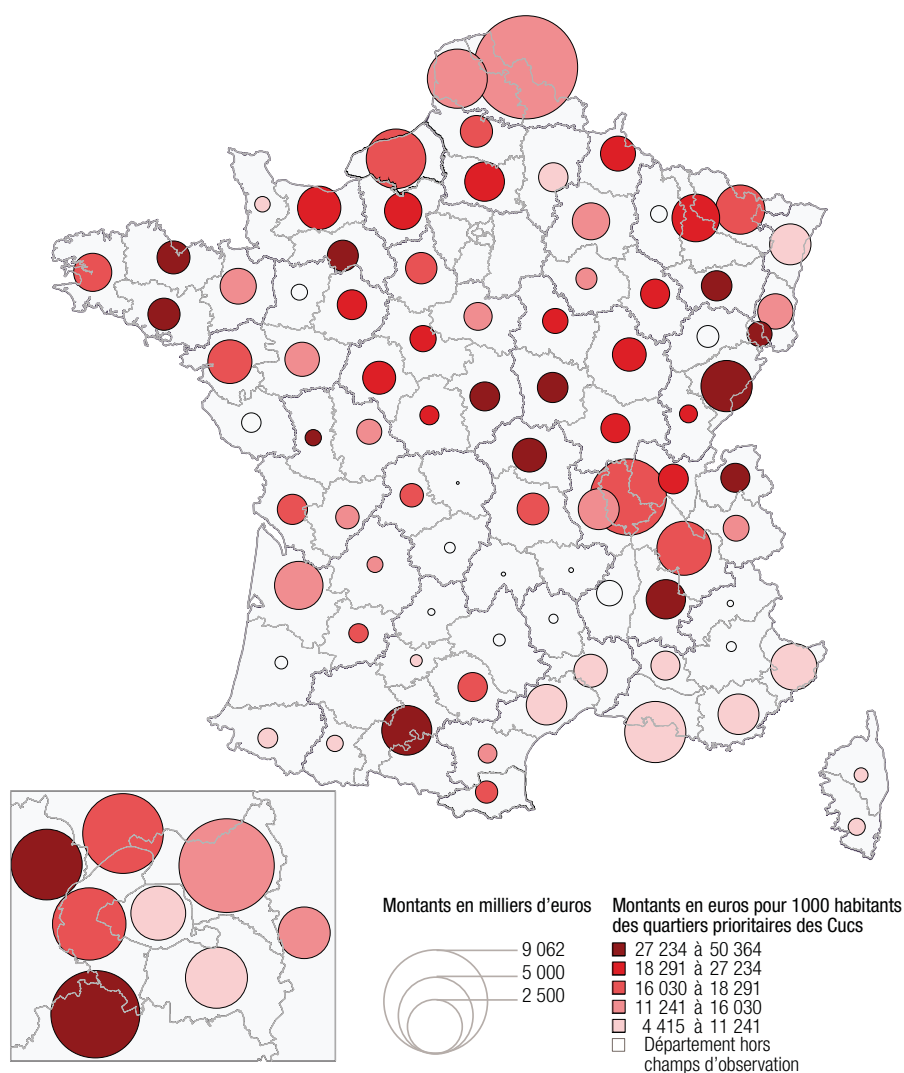 Montants en milliers d'euros
9 062
5 000
2 500
Montants en euros pour 1000 habitants
des quartiers prioritaires des Cucs
27 234 à 50 364
18 291 à 27 234
16 030 à 18 291
11 241 à 16 030
4 415 à 11 241
Département hors
champs d'observation